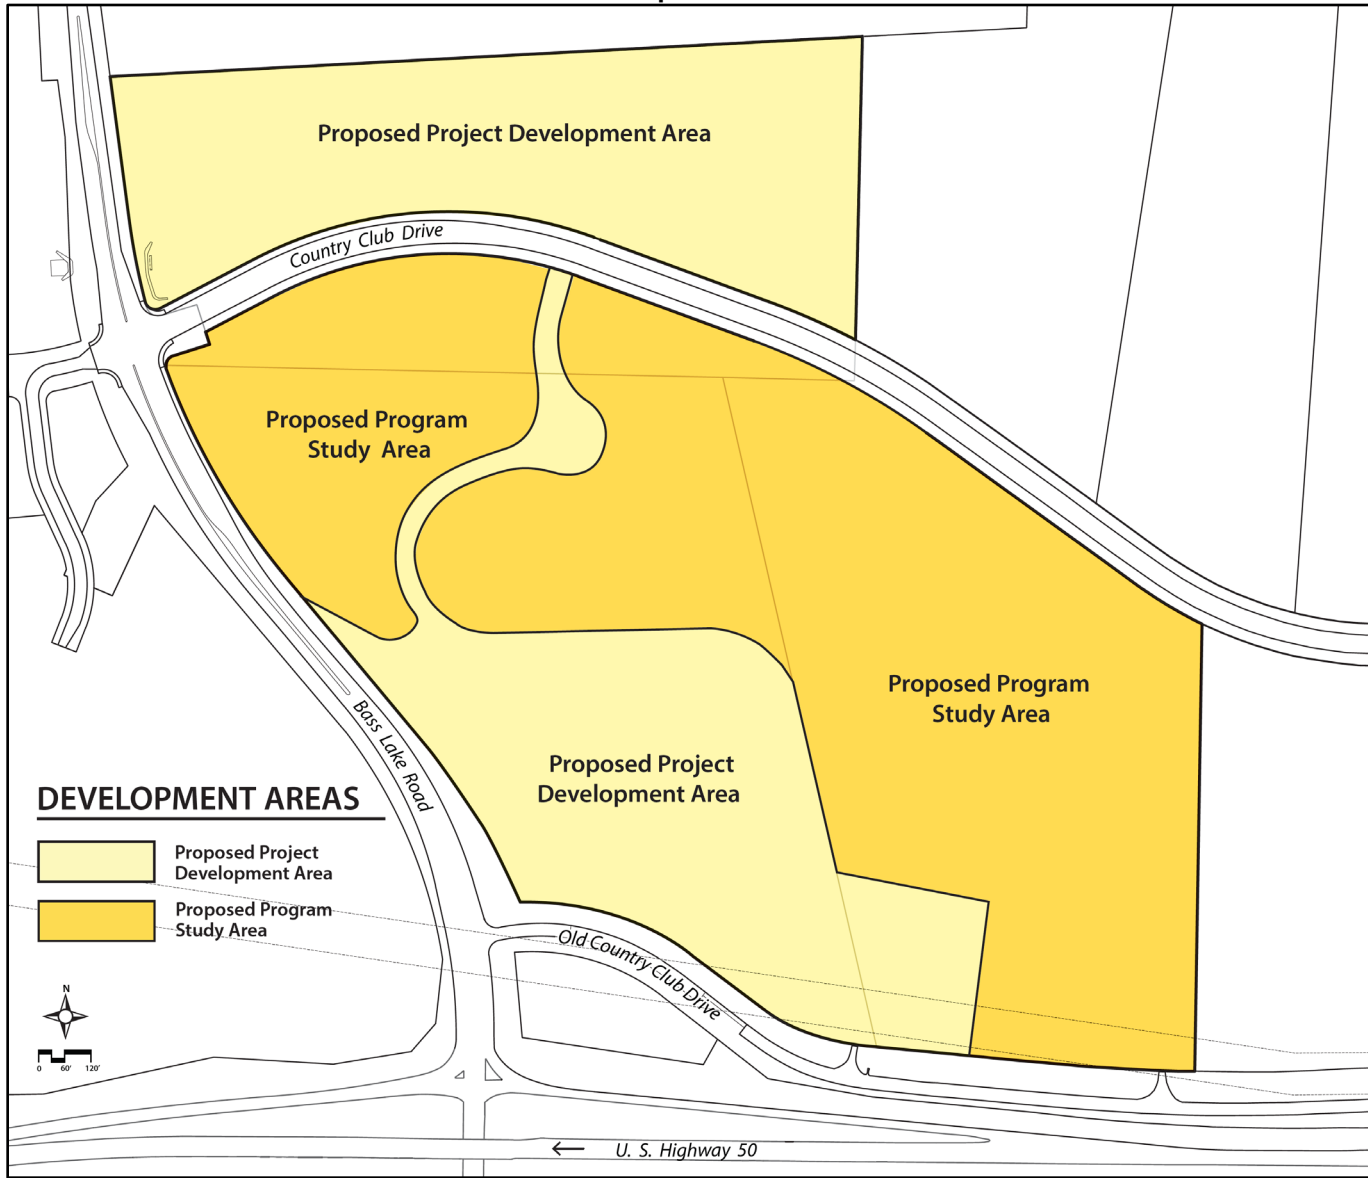 Proposed Project Development Area
Country Club Drive
Proposed Program
Study Area
Proposed Program
Study Area
Bass Lake Road
Proposed Project
Development Area
DEVELOPMENT AREAS
Proposed Project
Development Area
Proposed Program
Study Area
Old Country Club Drive
N
0 60' 120'
U. S. Highway 50